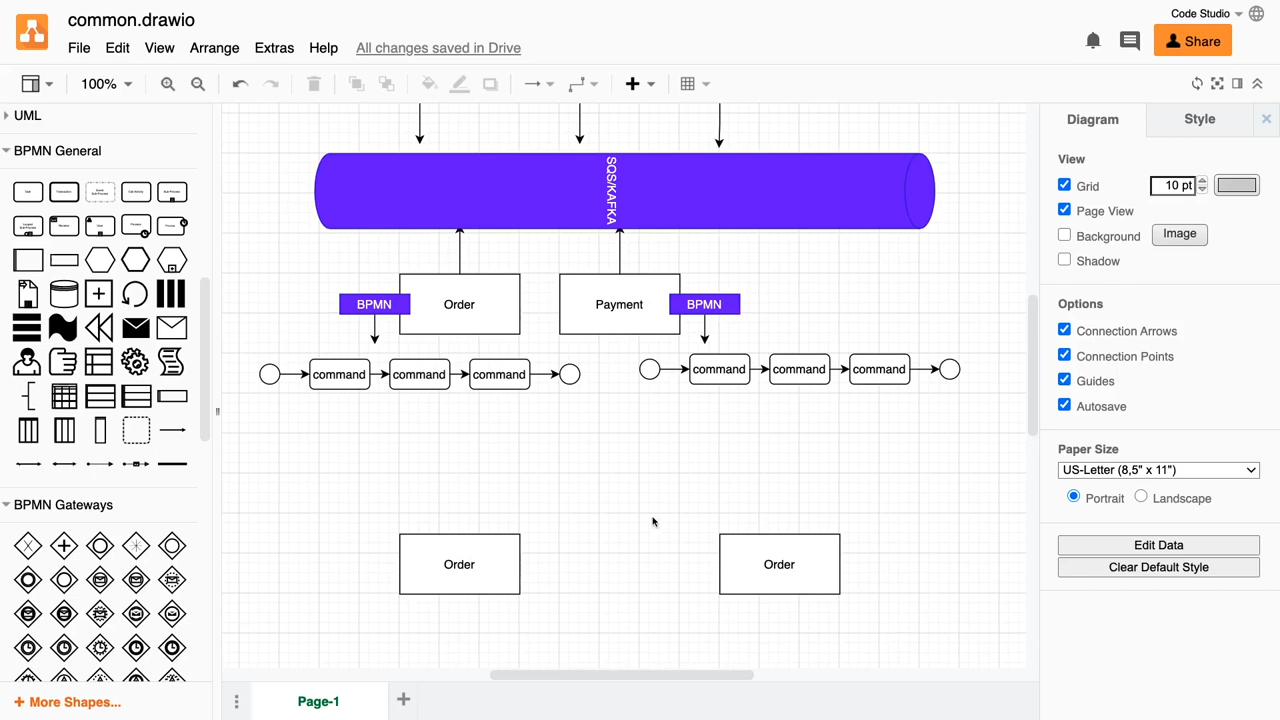 common.drawio
Code Studio
File Edit View Arrange Extras Help All changes saved in Drive
Share
100%
UML
BPMN General
BPMN Gateways
More Shapes...
SQS/KAFKA
BPMN
Order
Payment
BPMN
command
command
command
command
command
command
Order
Order
Page-1
Diagram
Style
View
Grid
10 pt
Page View
Background
Image
Shadow
Options
Connection Arrows
Connection Points
Guides
Autosave
Paper Size
US-Letter (8,5" x 11")
Portrait
Landscape
Edit Data
Clear Default Style